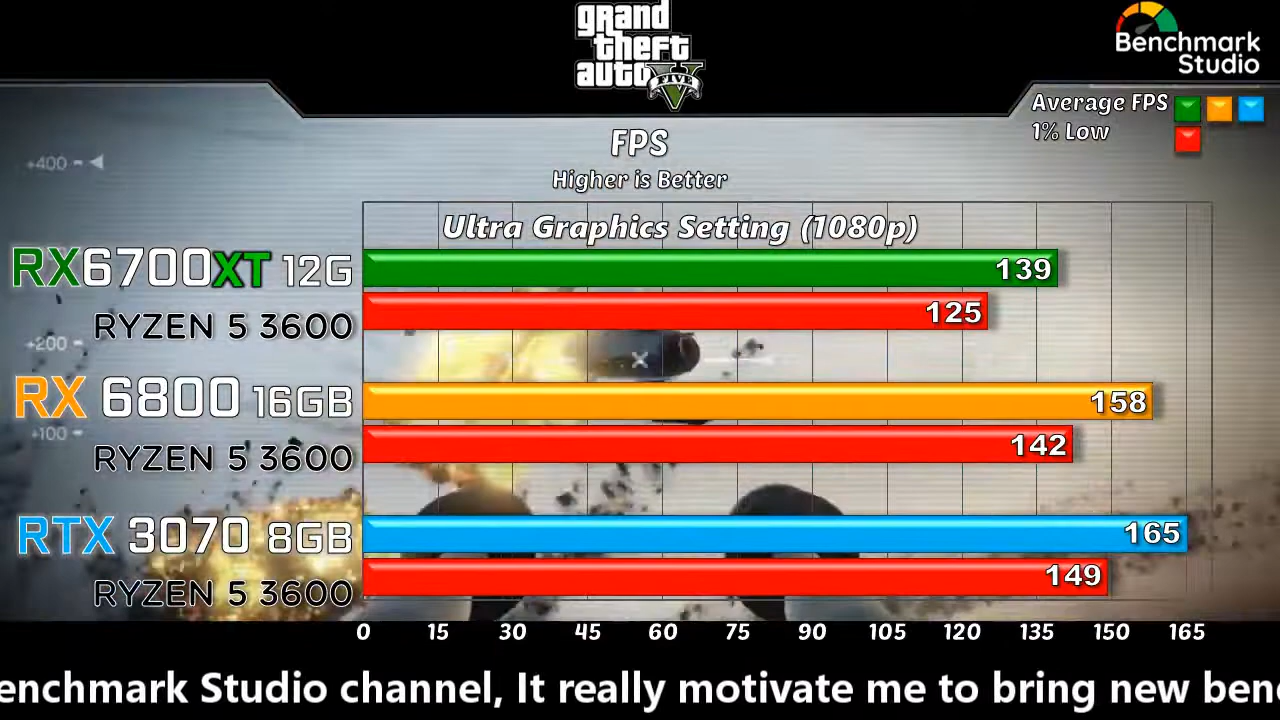 grand
theft
auto V
FIVE
Benchmark
Studio
Average FPS
1% Low
FPS
Higher is Better
+400
Ultra Graphics Setting (1080p)
RX6700XT 12G
139
RYZEN 5 3600
125
+200
X
RX 6800 16GB
158
+100
RYZEN 5 3600
142
RTX 3070 8GB
165
RYZEN 5 3600
149
0 15 30 45 60 75 90 105 120 135 150 165
enchmark Studio channel, It really motivate me to bring new ben